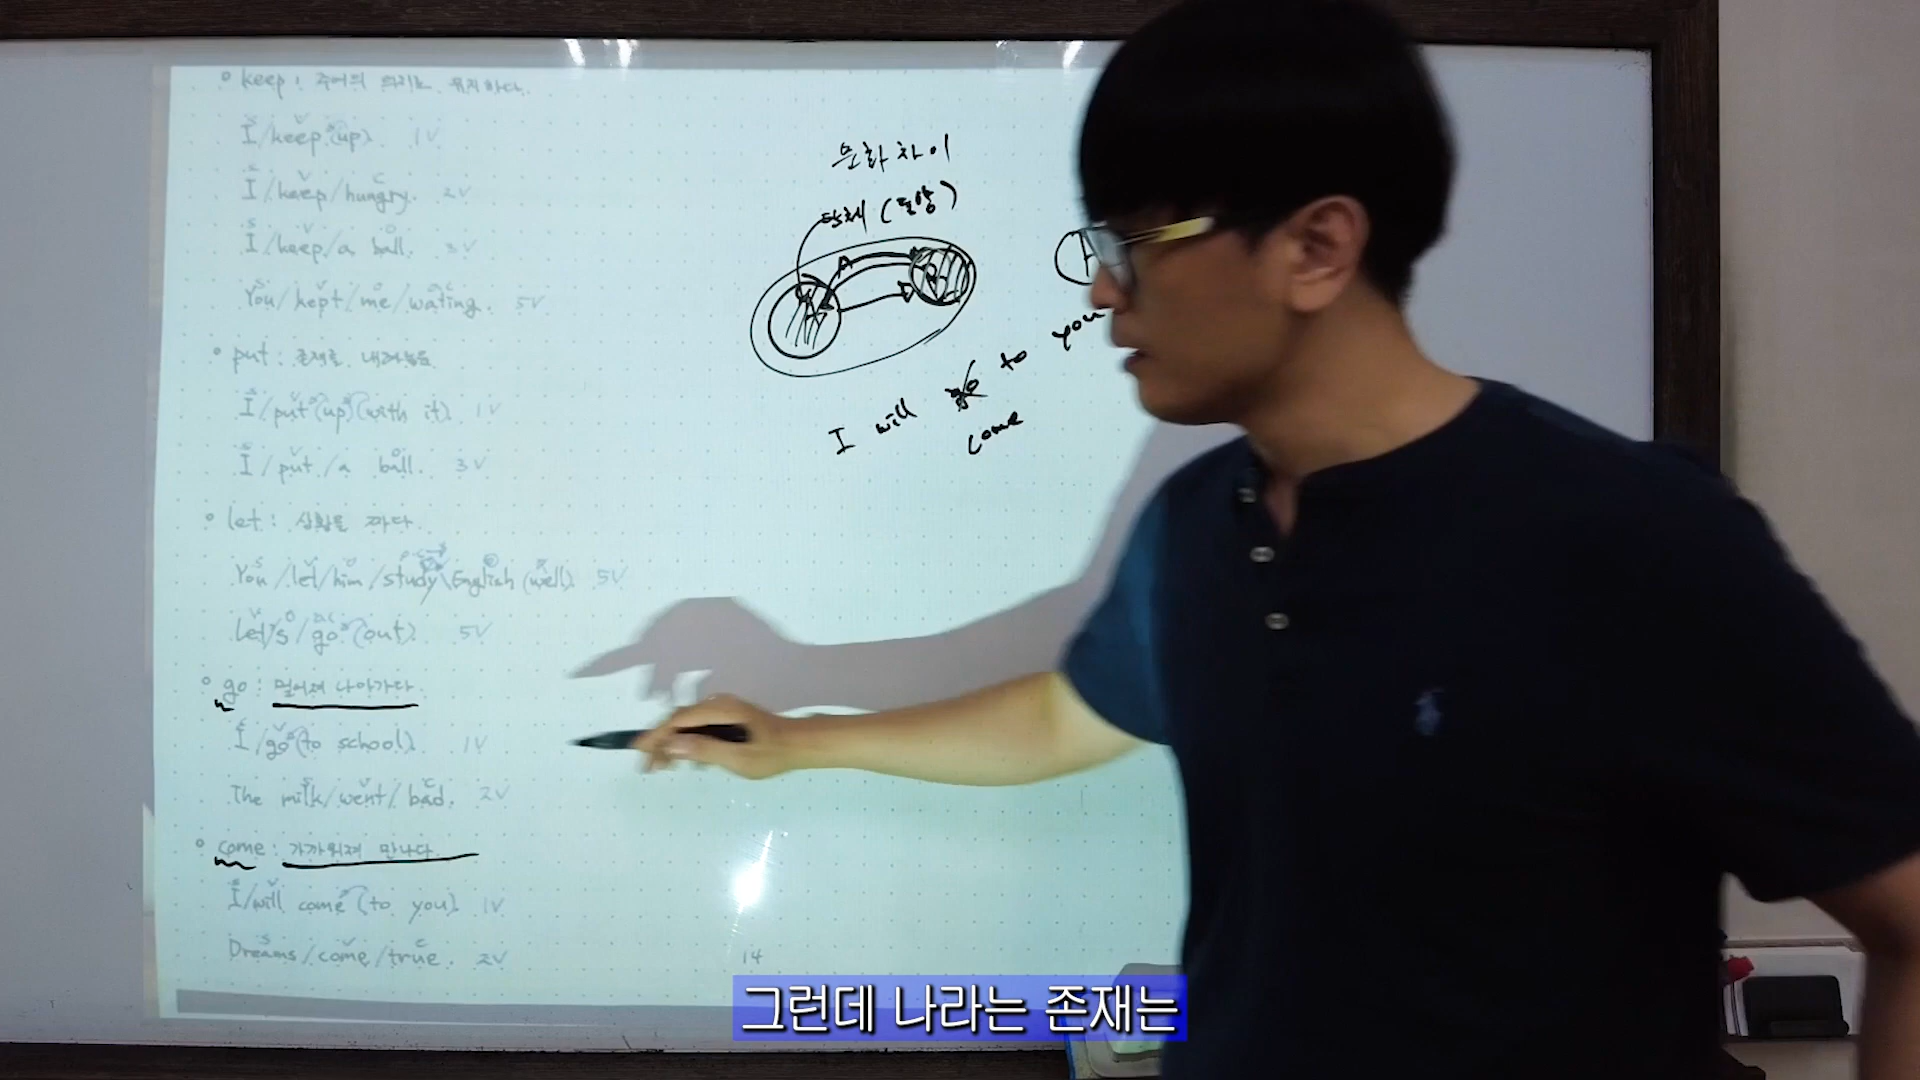 keep : 주어의 의지로 유지하다.
I/keep(up). 1V
I/keep/hungry. 2V
I/keep/a ball. 3V
You/kept/me/wating. 5V
put : 존재를 내려놓음
I/put(up)(with it). 1V
I/put/a ball. 3V
let : 상황을 까다.
You/let/him/study\English(well). 5V
let's/go(out). 5V
go : 멀어져 나아가다.
I/go(to school). 1V
The milk/went/bad. 2V
come : 가까워져 만나다.
I/will come(to you). 1V
Dreams/come/true. 2V
14
문화 차이
(동양)
A
B
I will go to you
come
그런데 나라는 존재는